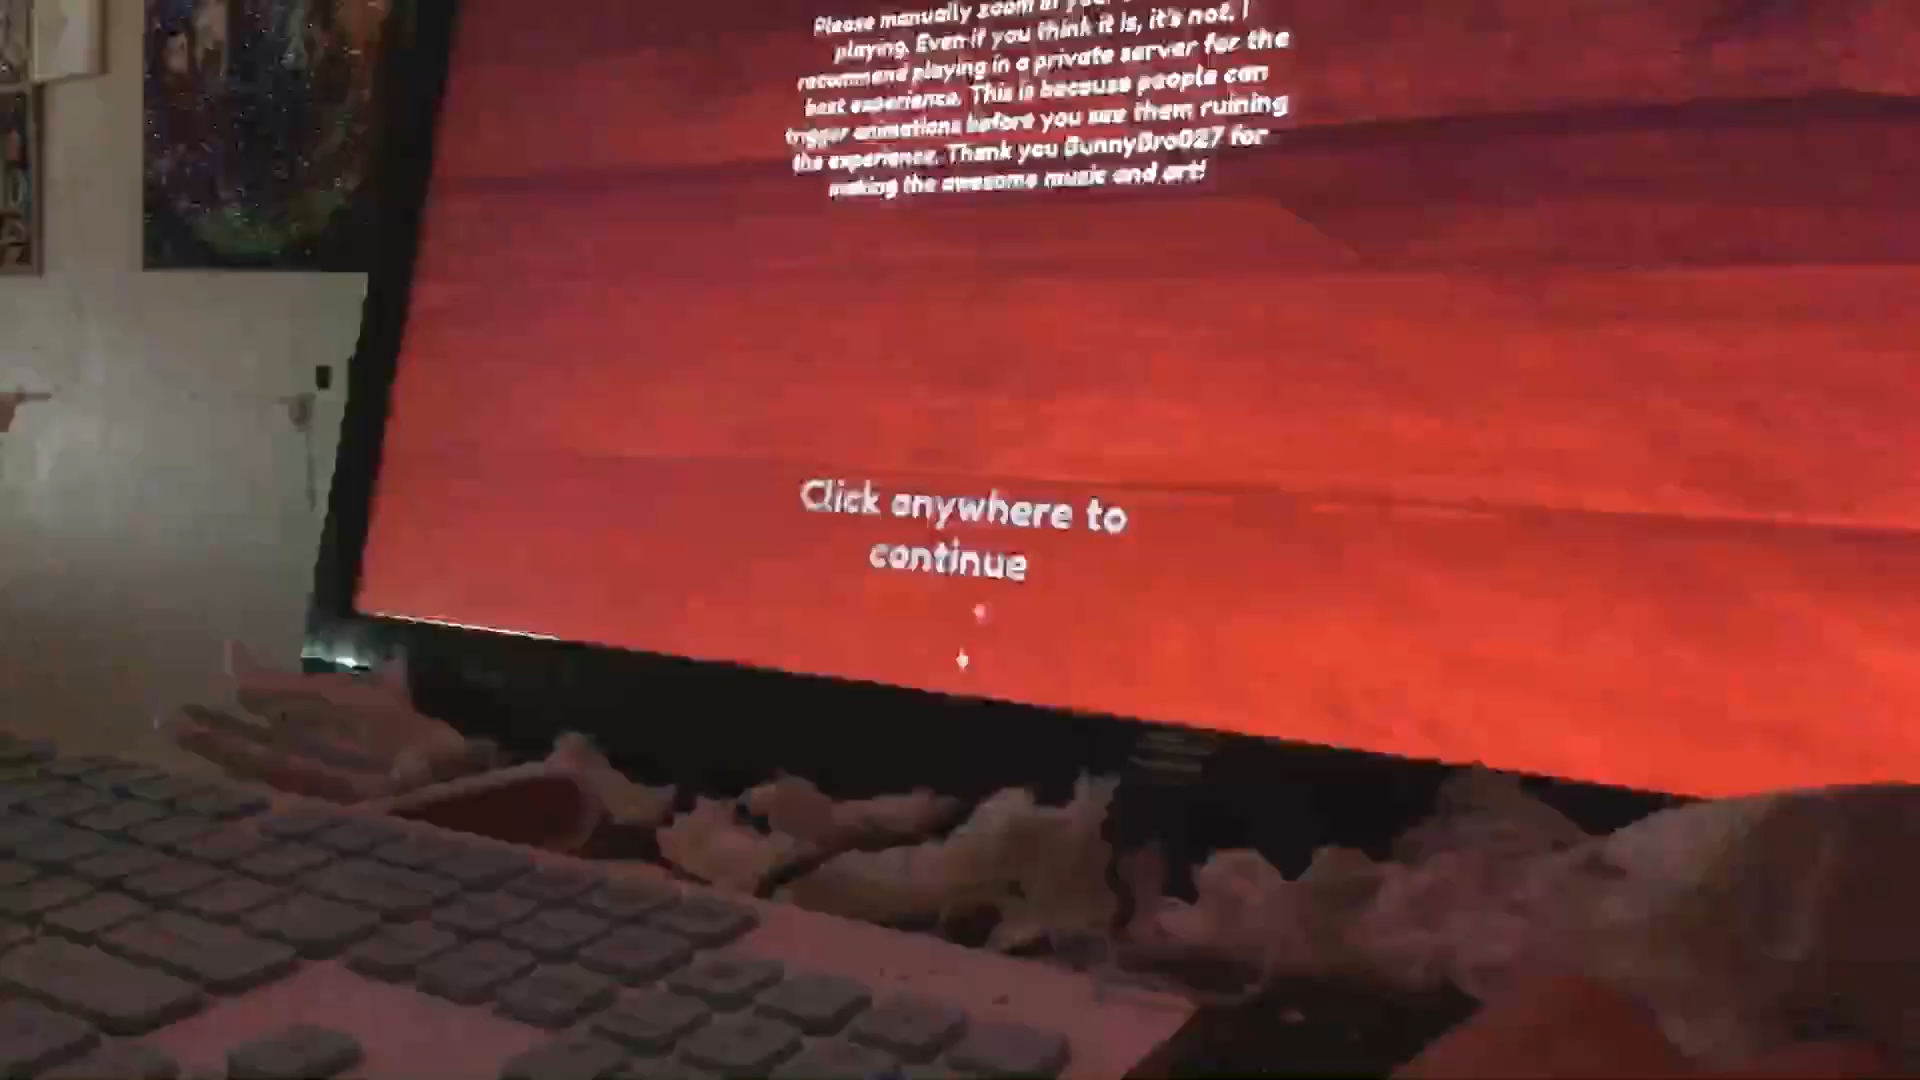 Please manually zoom
playing. Even if you think it is, it's not. I
recommend playing in a private server for the
best experience. This is because people can
trigger animations before you see them ruining
the experience. Thank you BunnyBro027 for
making the awesome music and art!
Click anywhere to
continue